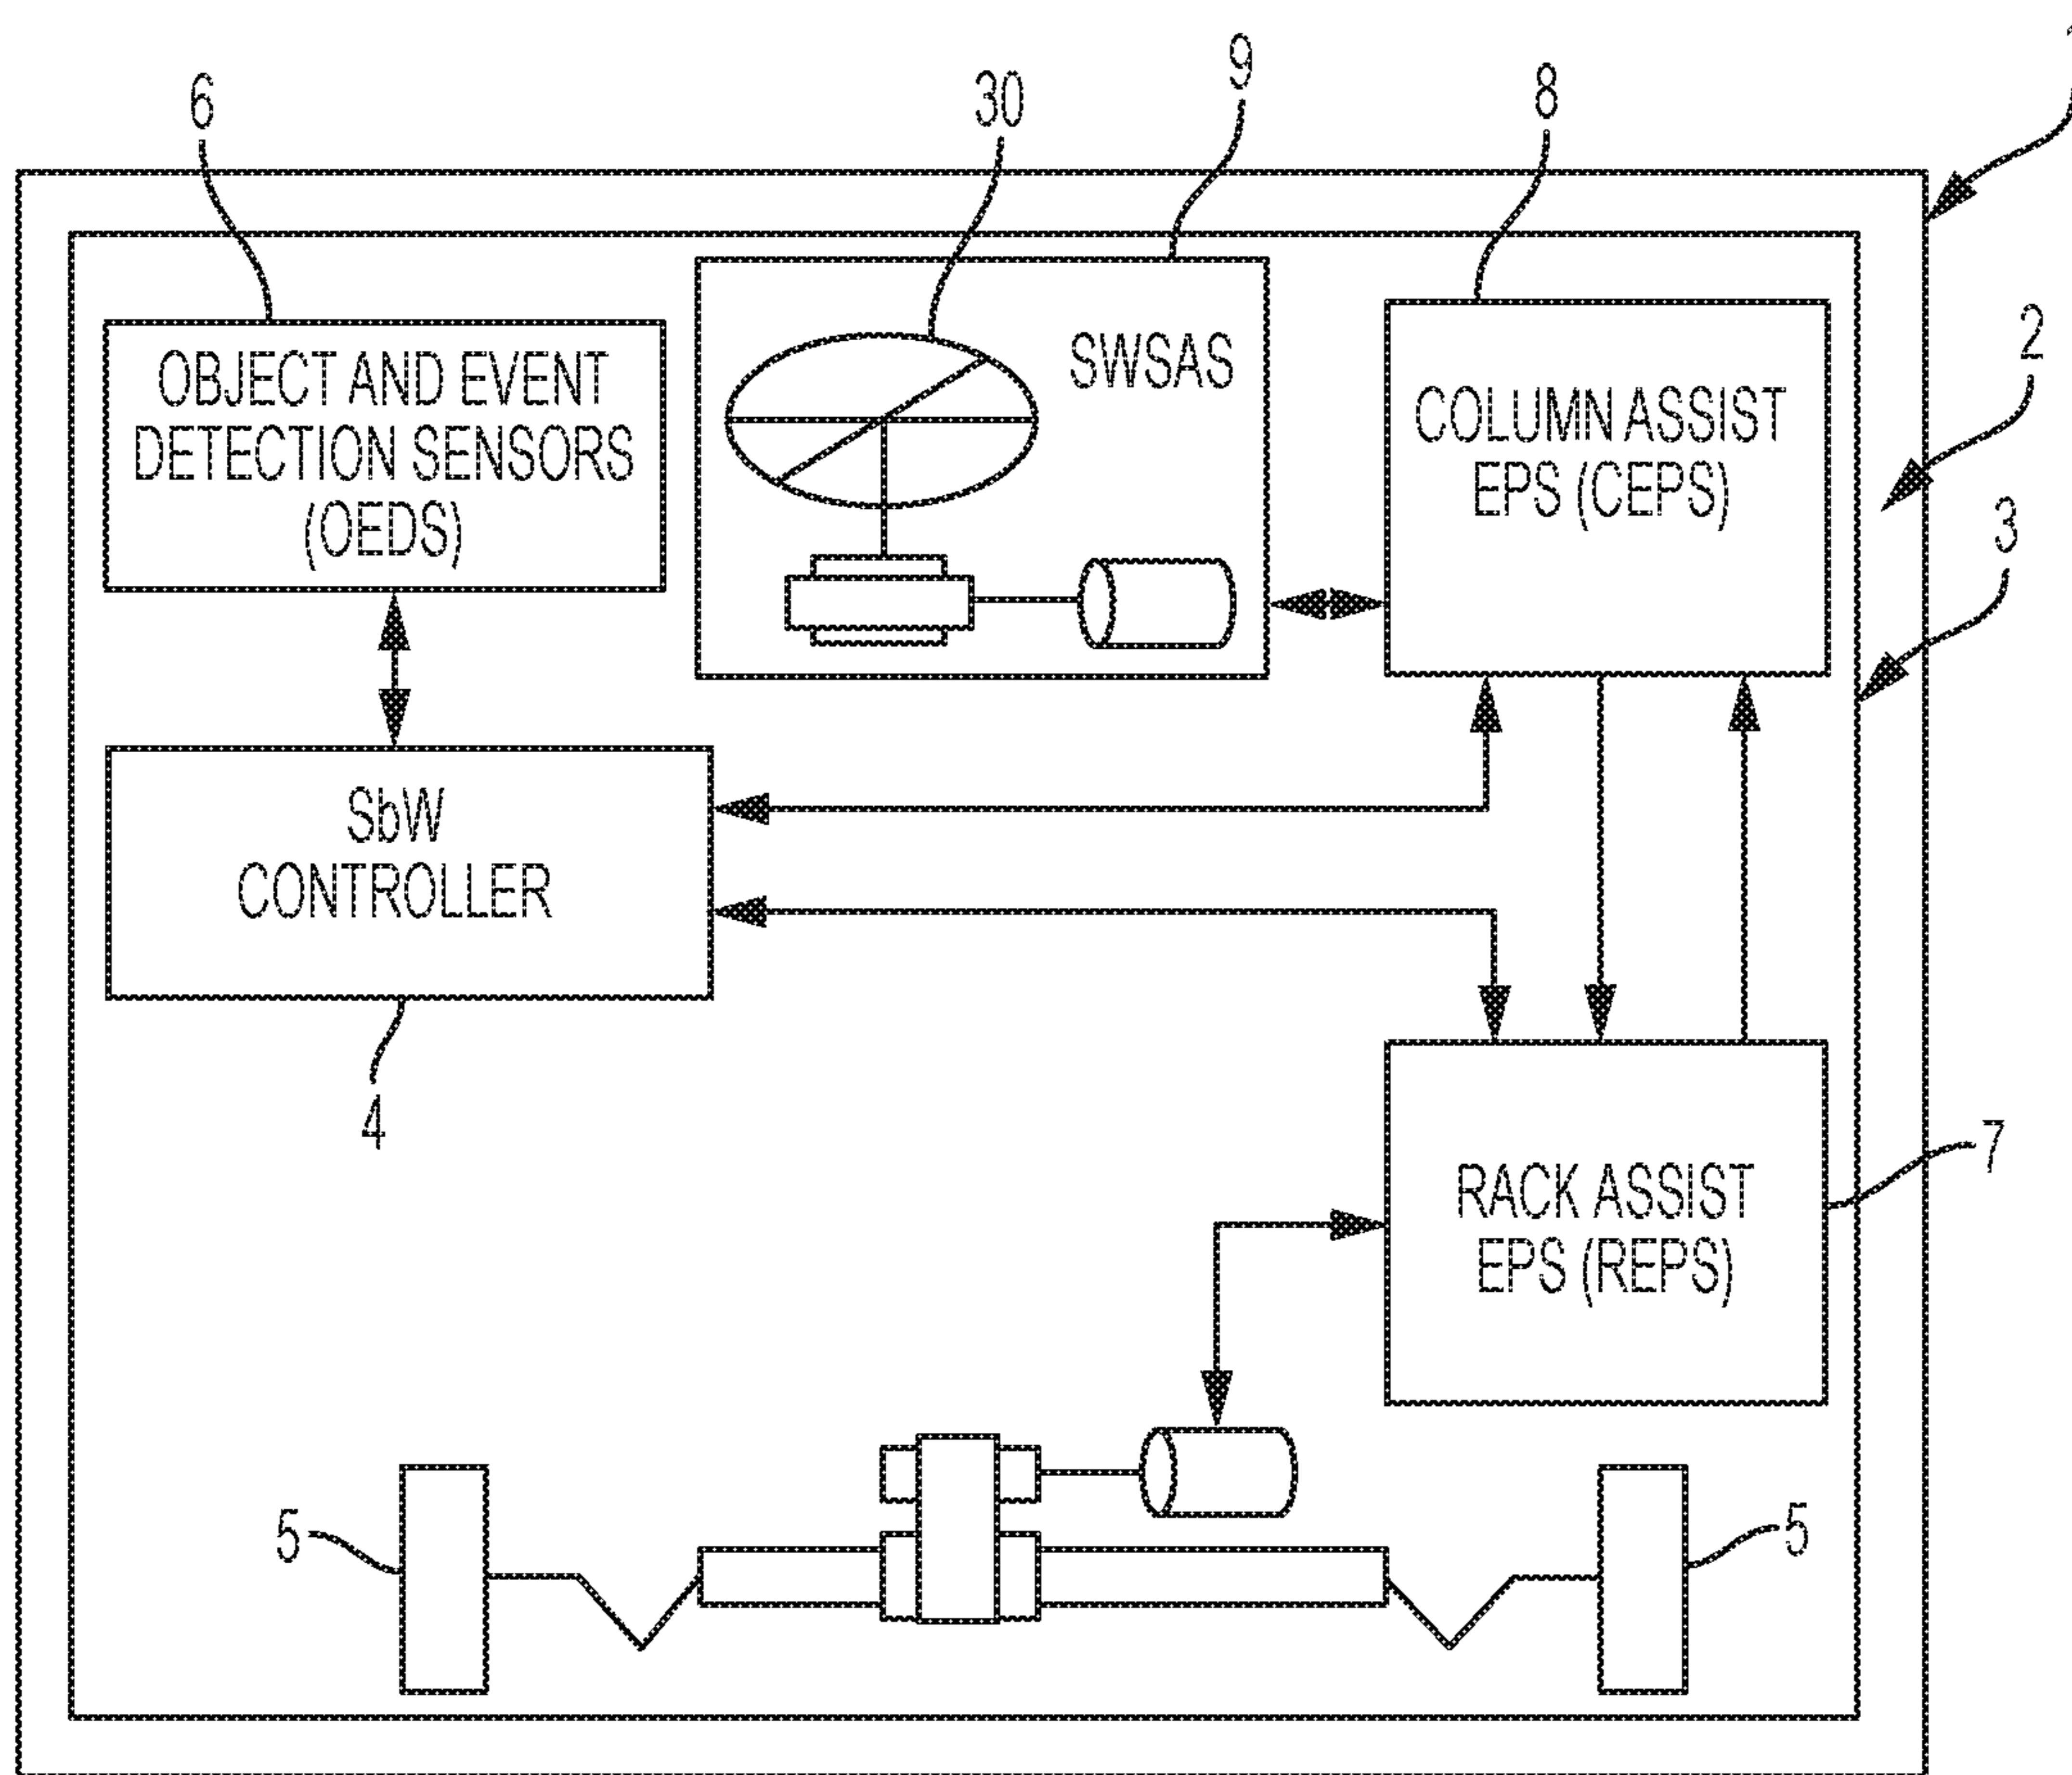 6
30
9
8
OBJECT AND EVENT
DETECTION SENSORS
(OEDS)
SWSAS
COLUMN ASSIST
EPS (CEPS)
2
3
SbW
CONTROLLER
4
RACK ASSIST
EPS (REPS)
7
5
5